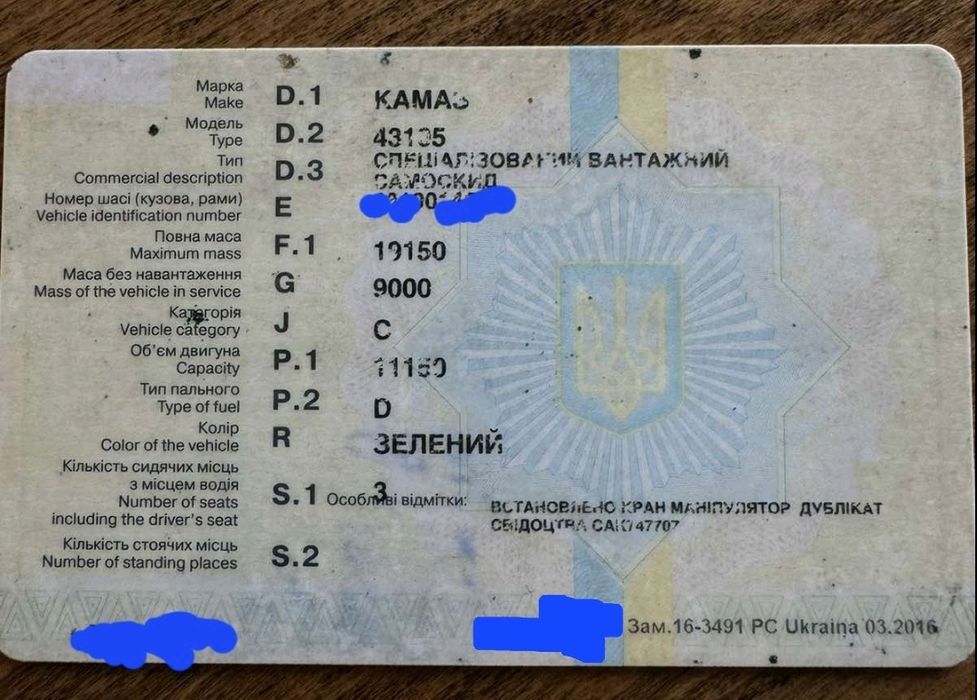 Марка
Make D.1 КАМАЗ
Модель
Type D.2
Тип D.3 СПЕЦІАЛІЗОВАНИЙ ВАНТАЖНИЙ
Commercial description САМОСКИД
Номер шасі (кузова, рами)
Vehicle identification number E
Повна маса
Maximum mass F.1 19150
Маса без навантаження
Mass of the vehicle in service G 9000
Категорія
Vehicle category J C
Об'єм двигуна
Capacity P.1 11150
Тип пального
Type of fuel P.2 D
Колір
Color of the vehicle R ЗЕЛЕНИЙ
Кількість сидячих місць
з місцем водія
Number of seats S.1 3 Особливі відмітки: ВСТАНОВЛЕНО КРАН МАНІПУЛЯТОР ДУБЛІКАТ
including the driver's seat СВІДОЦТВА
Кількість стоячих місць
Number of standing places S.2
Зам.16-3491 PC Ukraina 03.2016